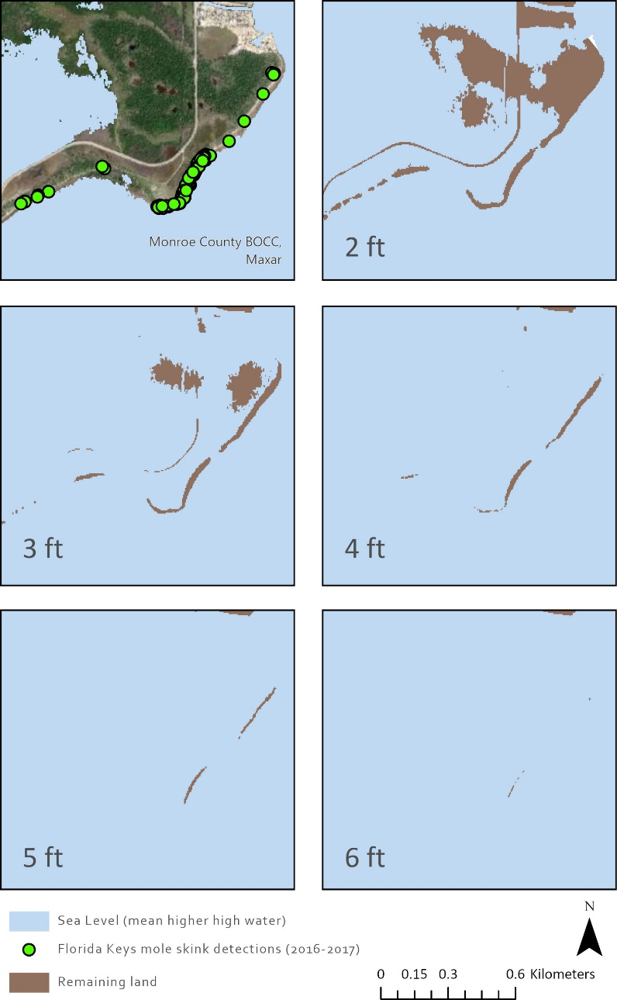 Monroe County BOCC,
Maxar
2 ft
3 ft
4 ft
5 ft
6 ft
Sea Level (mean higher high water)
Florida Keys mole skink detections (2016-2017)
Remaining land
N
0 0.15 0.3 0.6 Kilometers